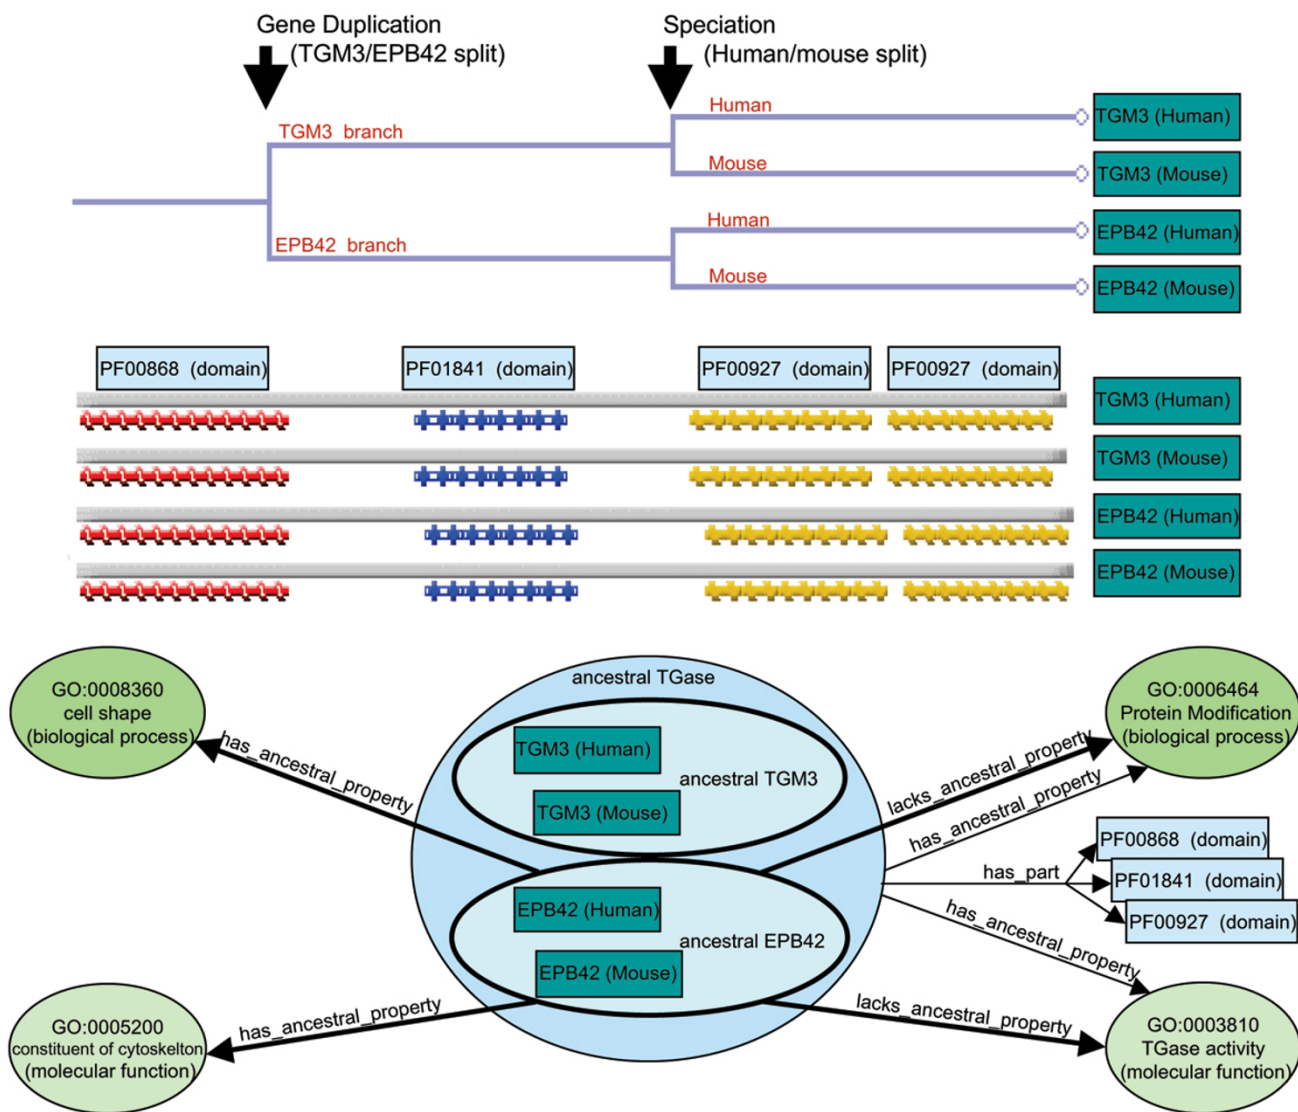 Gene Duplication
(TGM3/EPB42 split)
Speciation
(Human/mouse split)
TGM3 branch
Human
TGM3 (Human)
Mouse
TGM3 (Mouse)
EPB42 branch
Human
EPB42 (Human)
Mouse
EPB42 (Mouse)
PF00868 (domain)
PF01841 (domain)
PF00927 (domain)
PF00927 (domain)
TGM3 (Human)
TGM3 (Mouse)
EPB42 (Human)
EPB42 (Mouse)
GO:0008360
cell shape
(biological process)
has_ancestral_property
ancestral TGase
TGM3 (Human)
ancestral TGM3
TGM3 (Mouse)
EPB42 (Human)
ancestral EPB42
EPB42 (Mouse)
lacks_ancestral_property
has_ancestral_property
GO:0006464
Protein Modification
(biological process)
has_part
PF00868 (domain)
PF01841 (domain)
PF00927 (domain)
has_ancestral_property
GO:0005200
constituent of cytoskelton
(molecular function)
has_ancestral_property
lacks_ancestral_property
GO:0003810
TGase activity
(molecular function)